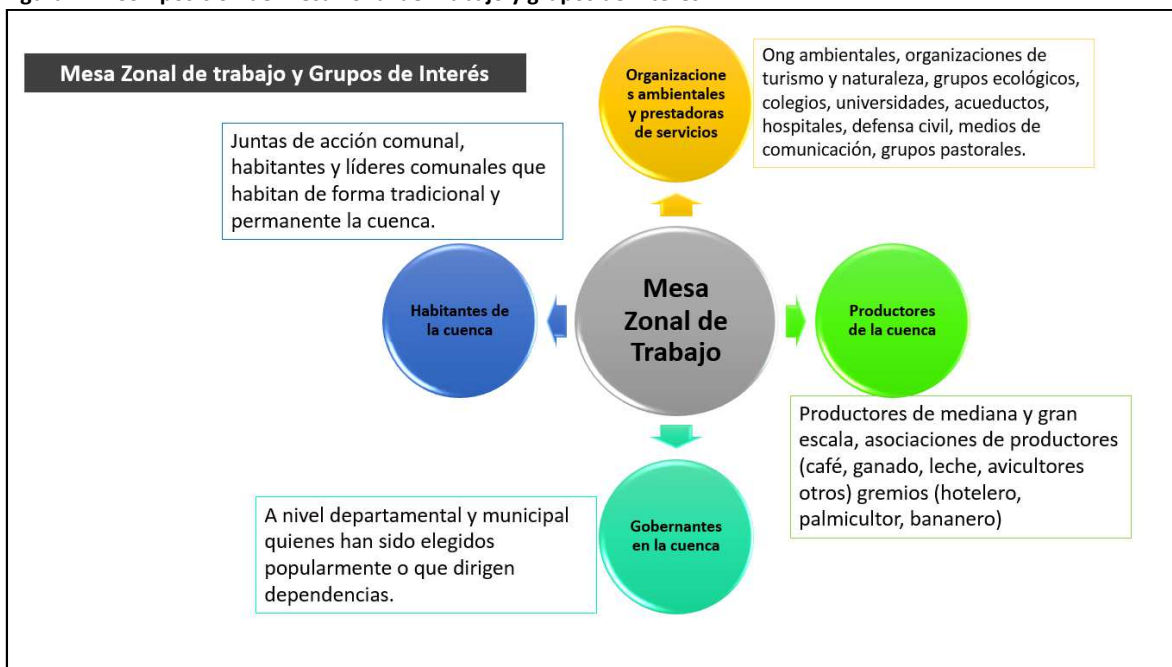 Mesa Zonal de trabajo y Grupos de Interés
Organizacione
s ambientales
y prestadoras
de servicios
Ong ambientales, organizaciones de
turismo y naturaleza, grupos ecológicos,
colegios, universidades, acueductos,
hospitales, defensa civil, medios de
comunicación, grupos pastorales.
Juntas de acción comunal,
habitantes y líderes comunales que
habitan de forma tradicional y
permanente la cuenca.
Habitantes de
la cuenca
Mesa
Zonal de
Trabajo
Productores
de la cuenca
Productores de mediana y gran
escala, asociaciones de productores
(café, ganado, leche, avicultores
otros) gremios (hotelero,
palmicultor, bananero)
A nivel departamental y municipal
quienes han sido elegidos
popularmente o que dirigen
dependencias.
Gobernantes
en la cuenca